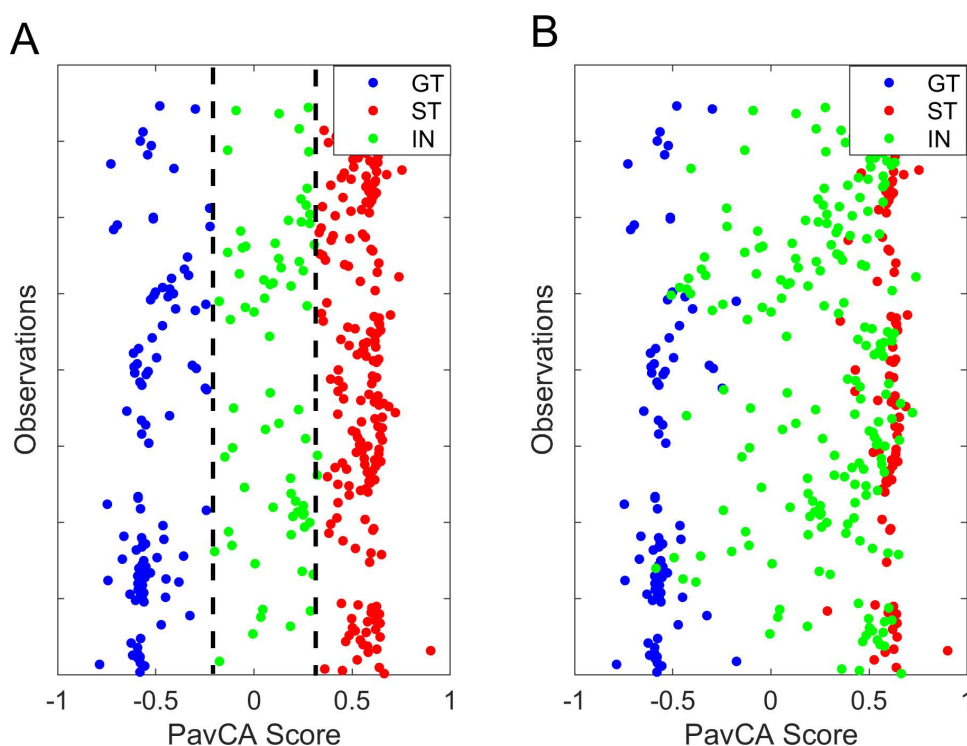 A
GT
ST
IN
Observations
-1
-0.5
0
0.5
1
PavCA Score
B
GT
ST
IN
Observations
-1
-0.5
0
0.5
1
PavCA Score